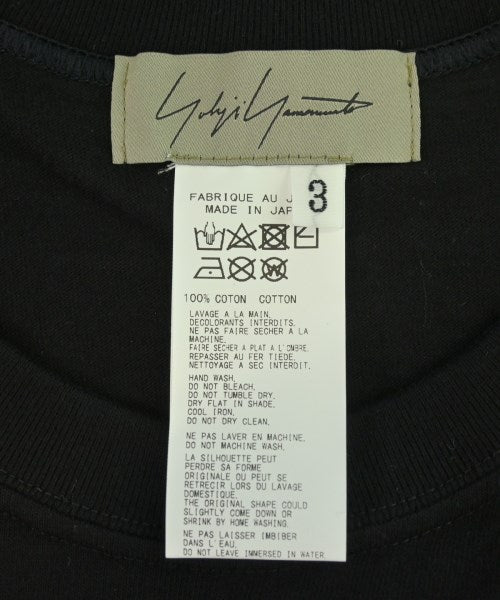 Yohji Yamamoto
3
FABRIQUE AU J
MADE IN JAP
100% COTON COTTON
LAVAGE A LA MAIN.
DECOLORANTS INTERDITS.
NE PAS FAIRE SECHER A LA
MACHINE.
FAIRE SECHER A PLAT A L'OMBRE.
REPASSER AU FER TIEDE.
NETTOYAGE A SEC INTERDIT.
HAND WASH.
DO NOT BLEACH.
DO NOT TUMBLE DRY.
DRY FLAT IN SHADE.
COOL IRON.
DO NOT DRY CLEAN.
NE PAS LAVER EN MACHINE.
DO NOT MACHINE WASH.
LA SILHOUETTE PEUT
PERDRE SA FORME
ORIGINALE OU PEUT SE
RETRECIR LORS DU LAVAGE
DOMESTIQUE.
THE ORIGINAL SHAPE COULD
SLIGHTLY COME DOWN OR
SHRINK BY HOME WASHING.
NE PAS LAISSER IMBIBER
DANS L'EAU.
DO NOT LEAVE IMMERSED IN WATER